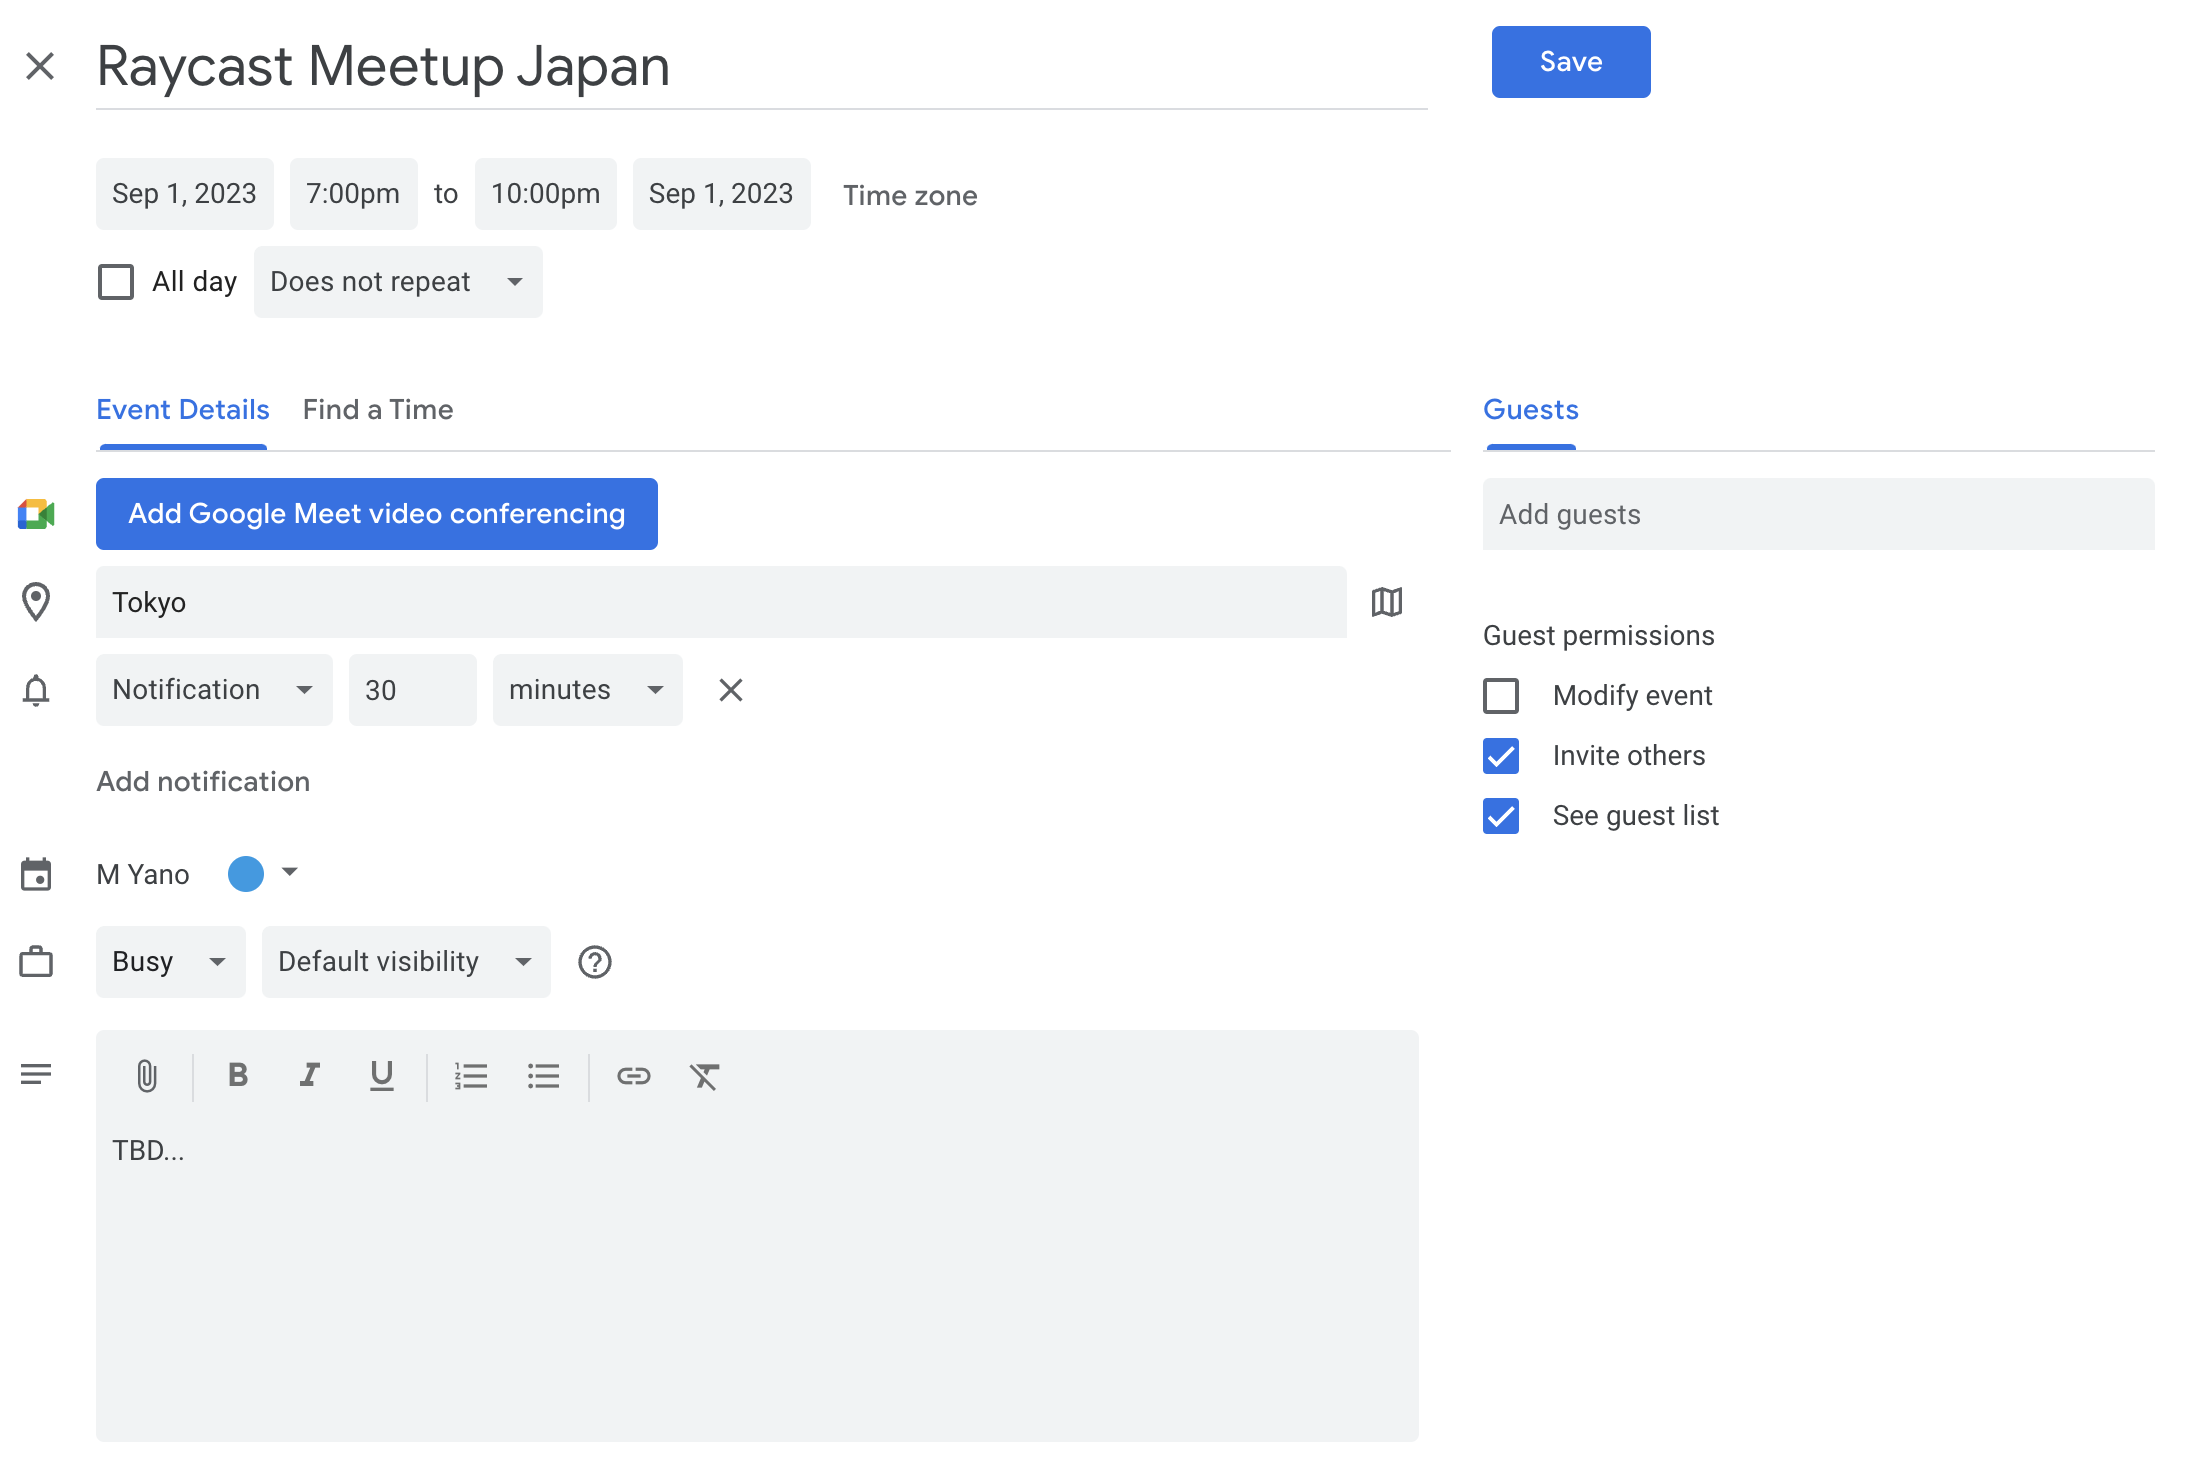 Raycast Meetup Japan
Save
Sep 1, 2023 7:00pm to 10:00pm Sep 1, 2023 Time zone
All day Does not repeat
Event Details Find a Time
Add Google Meet video conferencing
Tokyo
Notification 30 minutes
Add notification
M Yano
Busy Default visibility
B I U
TBD...
Guests
Add guests
Guest permissions
Modify event
Invite others
See guest list